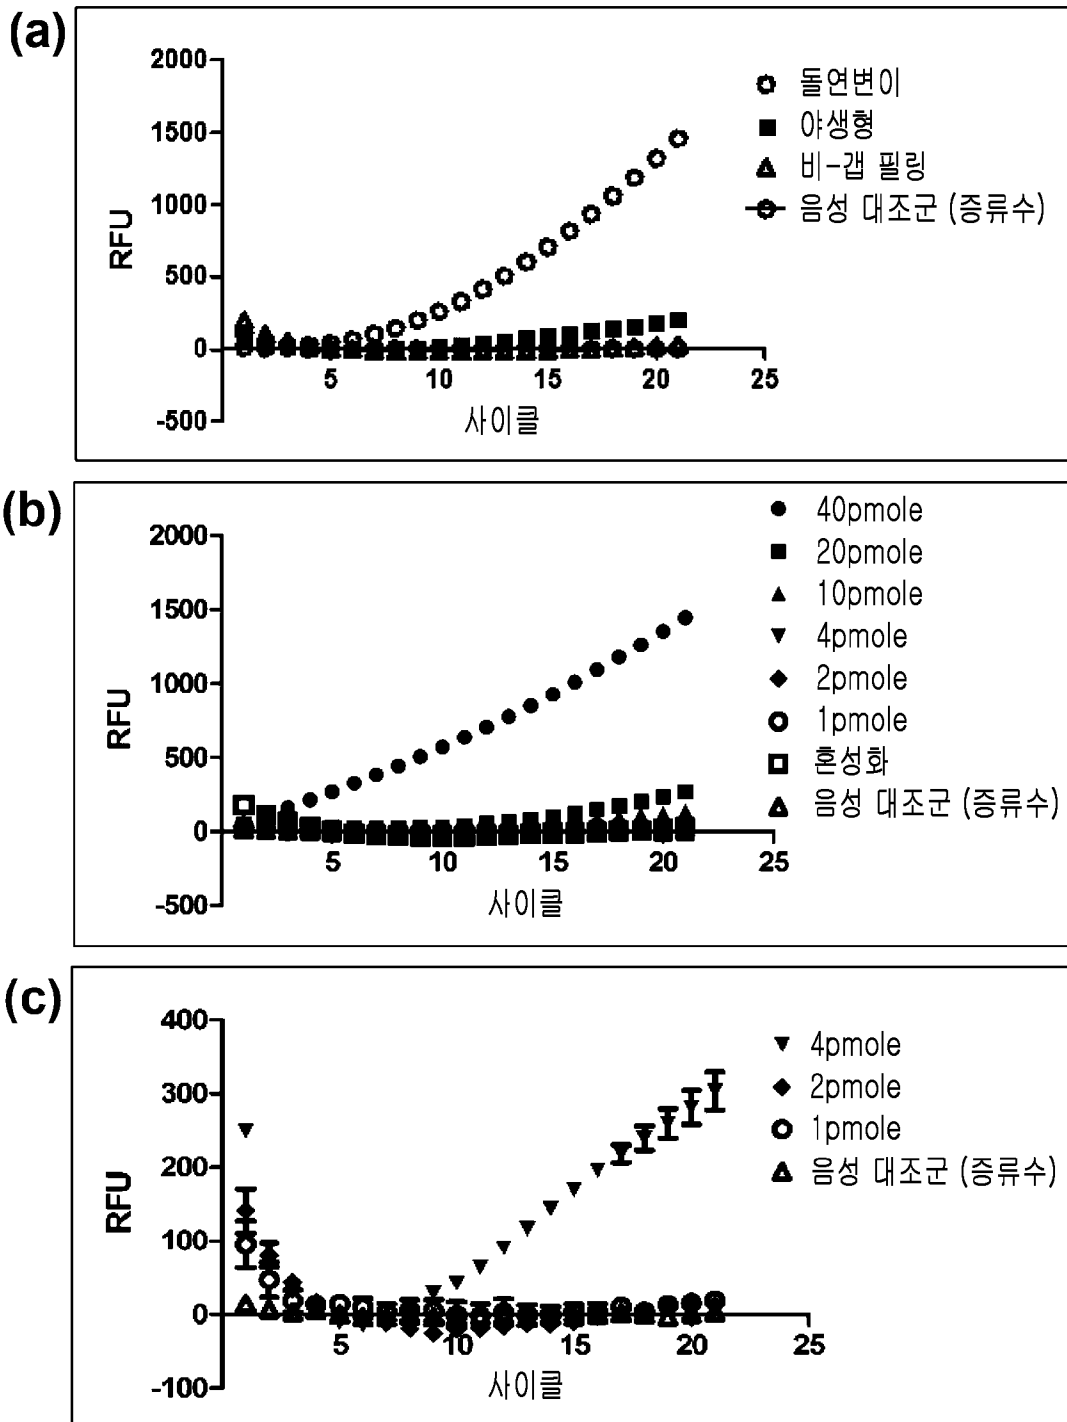 (a)
2000
1500
1000
500
0
-500
RFU
5 10 15 20 25
사이클
돌연변이
야생형
비-갭 필링
음성 대조군 (증류수)
(b)
2000
1500
1000
500
0
-500
RFU
5 10 15 20 25
사이클
40pmole
20pmole
10pmole
4pmole
2pmole
1pmole
혼성화
음성 대조군 (증류수)
(c)
400
300
200
100
0
-100
RFU
5 10 15 20 25
사이클
4pmole
2pmole
1pmole
음성 대조군 (증류수)